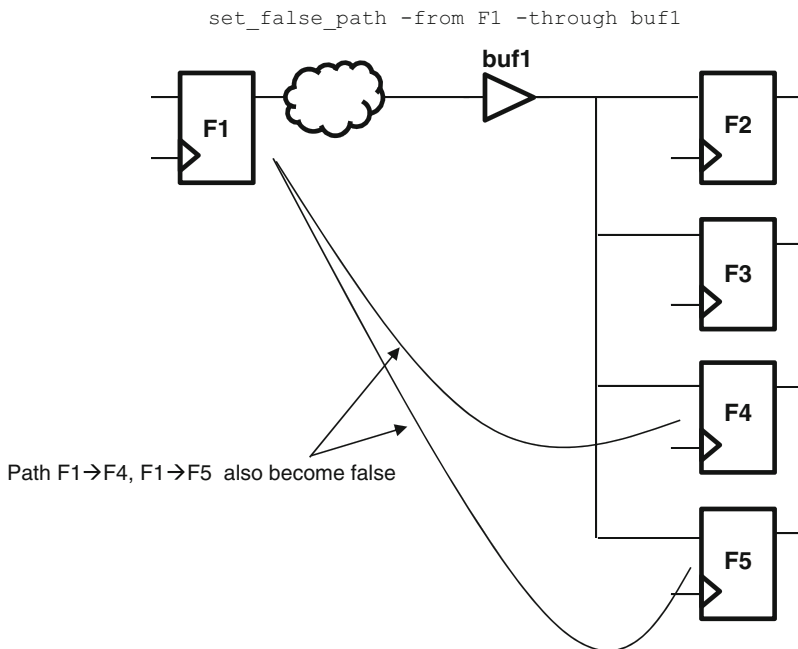 set_false_path -from F1 -through buf1
buf1
F1
F2
F3
F4
Path F1→F4, F1→F5 also become false
F5